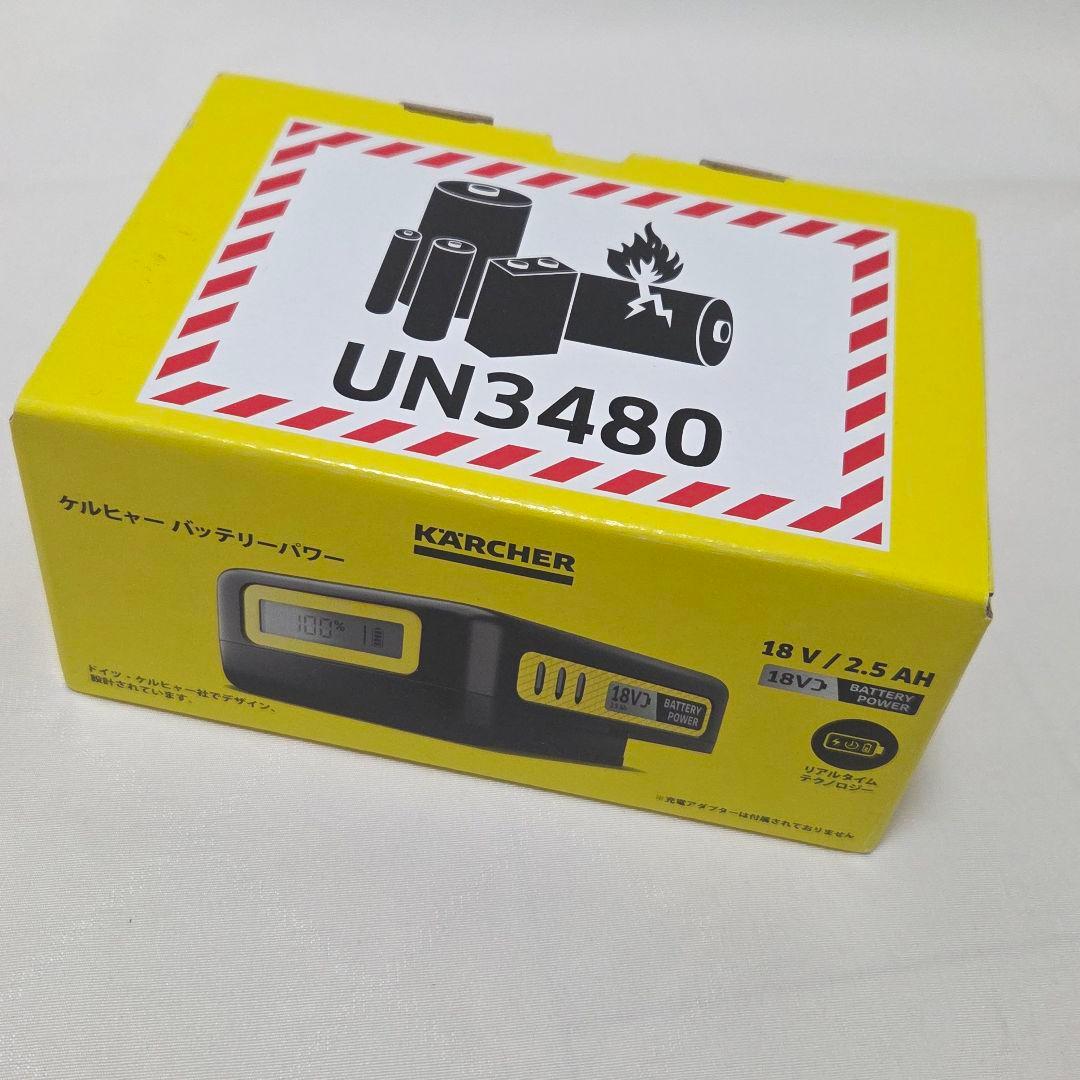 UN3480
ケルヒャー バッテリーパワー
KÄRCHER
100%
18V
2.5 Ah
BATTERY
POWER
ドイツ・ケルヒャー社でデザイン、
設計されています。
18 V / 2.5 AH
18V
BATTERY
POWER
リアルタイム
テクノロジー
※充電アダプターは付属されておりません